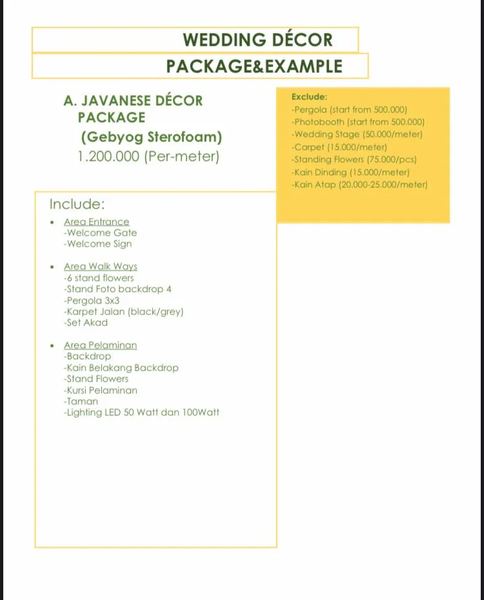 WEDDING DÉCOR
PACKAGE&EXAMPLE
A. JAVANESE DÉCOR
PACKAGE
(Gebyog Sterofoam)
1.200.000 (Per-meter)
Exclude:
-Pergola (start from 500.000)
-Photobooth (start from 500.000)
-Wedding Stage (50.000/meter)
-Carpet (15.000/meter)
-Standing Flowers (75.000/pcs)
-Kain Dinding (15.000/meter)
-Kain Atap (20.000-25.000/meter)
Include:
• Area Entrance
-Welcome Gate
-Welcome Sign
• Area Walk Ways
-6 stand flowers
-Stand Foto backdrop 4
-Pergola 3x3
-Karpet Jalan (black/grey)
-Set Akad
• Area Pelaminan
-Backdrop
-Kain Belakang Backdrop
-Stand Flowers
-Kursi Pelaminan
-Taman
-Lighting LED 50 Watt dan 100Watt